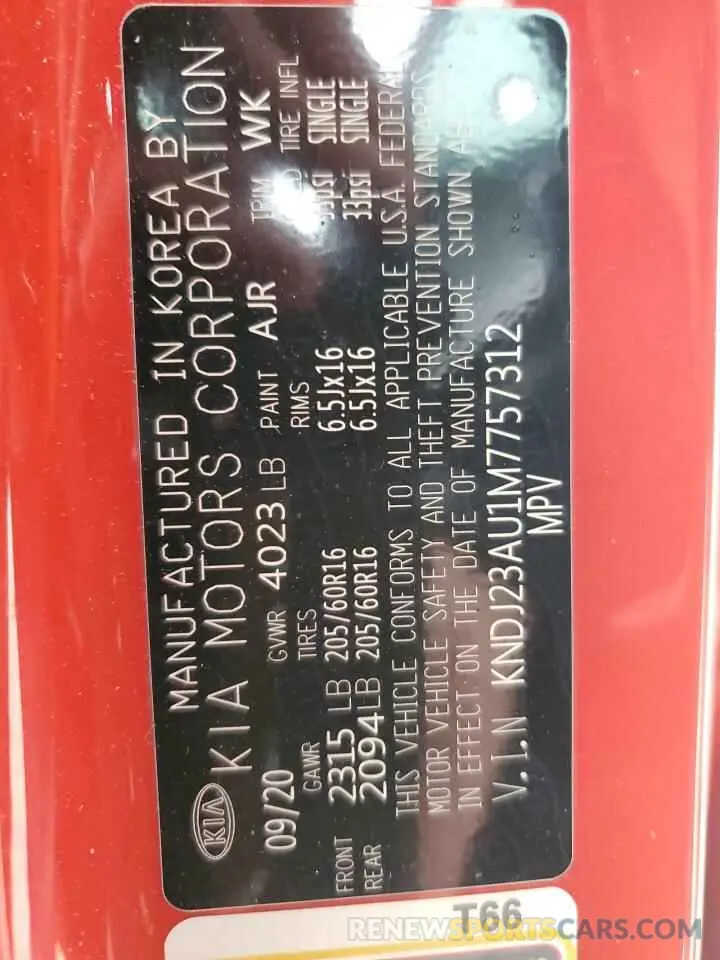 MANUFACTURED IN KOREA BY
KIA KIA MOTORS CORPORATION
09/20 GVWR 4023 LB PAINT AJR TRIM WK
GAWR TIRES RIMS TIRE INFL
FRONT 2315 LB 205/60R16 6.5Jx16 33psi SINGLE
REAR 2094 LB 205/60R16 6.5Jx16 33psi SINGLE
THIS VEHICLE CONFORMS TO ALL APPLICABLE U.S.A. FEDERAL
MOTOR VEHICLE SAFETY AND THEFT PREVENTION STANDARDS
IN EFFECT ON THE DATE OF MANUFACTURE SHOWN
V.I.N KNDJ23AU1M7757312
MPV
T66
RENEWSPORTSCARS.COM